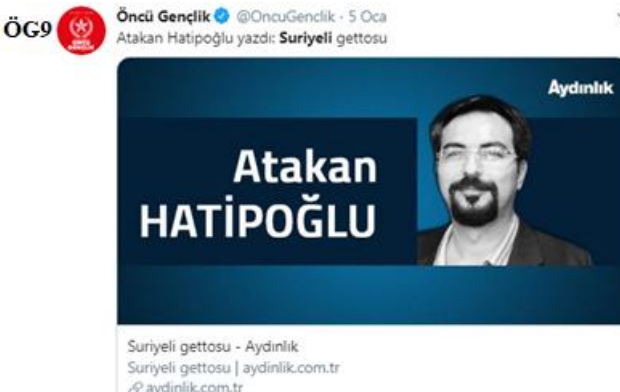 ÖG9
Öncü Gençlik @OncuGenclik · 5 Oca
Atakan Hatipoğlu yazdı: Suriyeli gettosu
Aydınlık
Atakan
HATİPOĞLU
Suriyeli gettosu - Aydınlık
Suriyeli gettosu | aydinlik.com.tr
aydinlik.com.tr